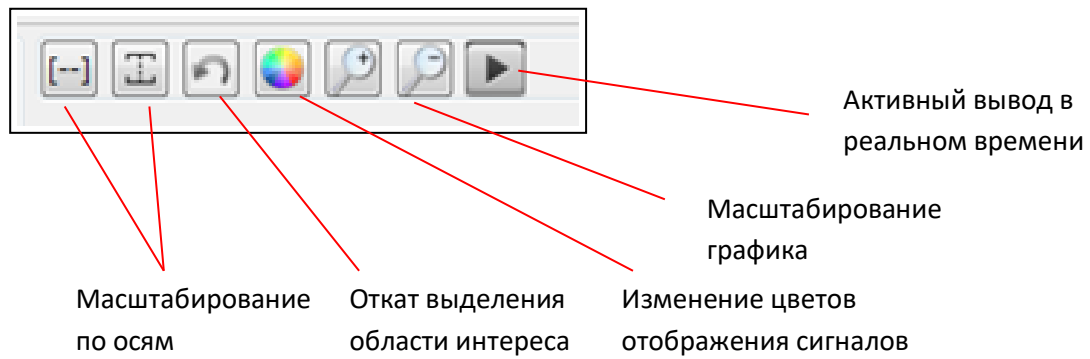 Активный вывод в
реальном времени
Масштабирование
графика
Масштабирование
по осям
Откат выделения
области интереса
Изменение цветов
отображения сигналов